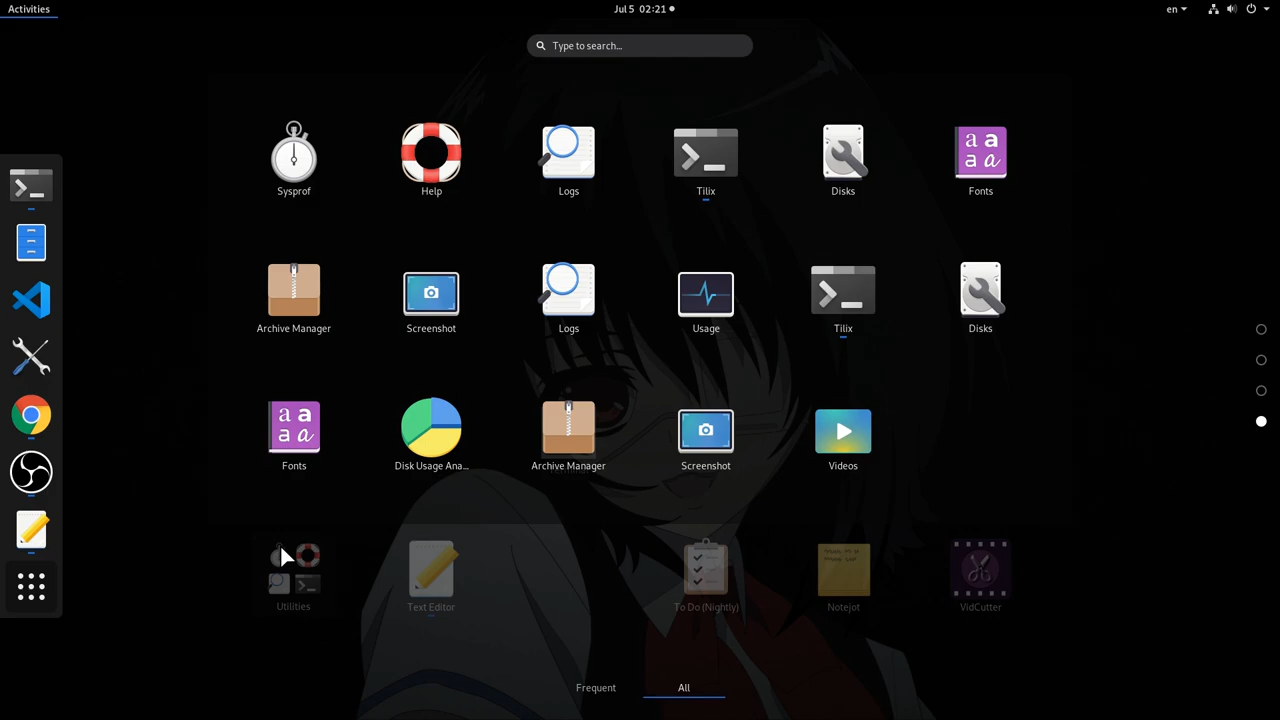 Activities
Jul 5 02:21
en
Type to search...
Sysprof
Help
Logs
Tilix
Disks
Fonts
Archive Manager
Screenshot
Logs
Usage
Tilix
Disks
Fonts
Disk Usage Ana...
Archive Manager
Screenshot
Videos
Utilities
Text Editor
To Do (Nightly)
Notejot
VidCutter
Frequent
All